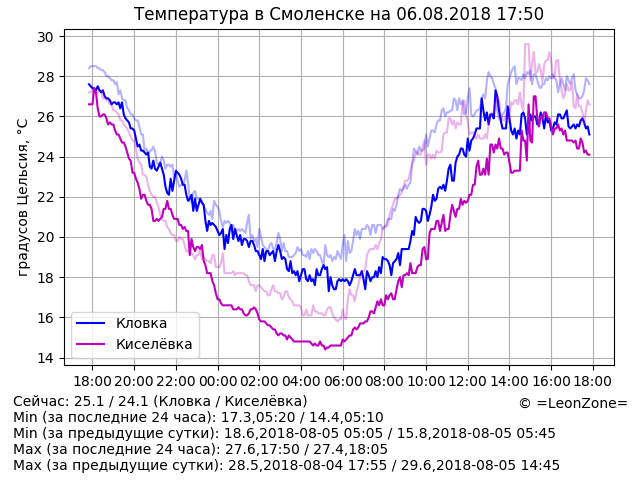 Температура в Смоленске на 06.08.2018 17:50
градусов Цельсия, °C
30
28
26
24
22
20
18
16
14
Кловка
Киселёвка
18:00 20:00 22:00 00:00 02:00 04:00 06:00 08:00 10:00 12:00 14:00 16:00 18:00
Сейчас: 25.1 / 24.1 (Кловка / Киселёвка)
© =LeonZone=
Min (за последние 24 часа): 17.3,05:20 / 14.4,05:10
Min (за предыдущие сутки): 18.6,2018-08-05 05:05 / 15.8,2018-08-05 05:45
Max (за последние 24 часа): 27.6,17:50 / 27.4,18:05
Max (за предыдущие сутки): 28.5,2018-08-04 17:55 / 29.6,2018-08-05 14:45